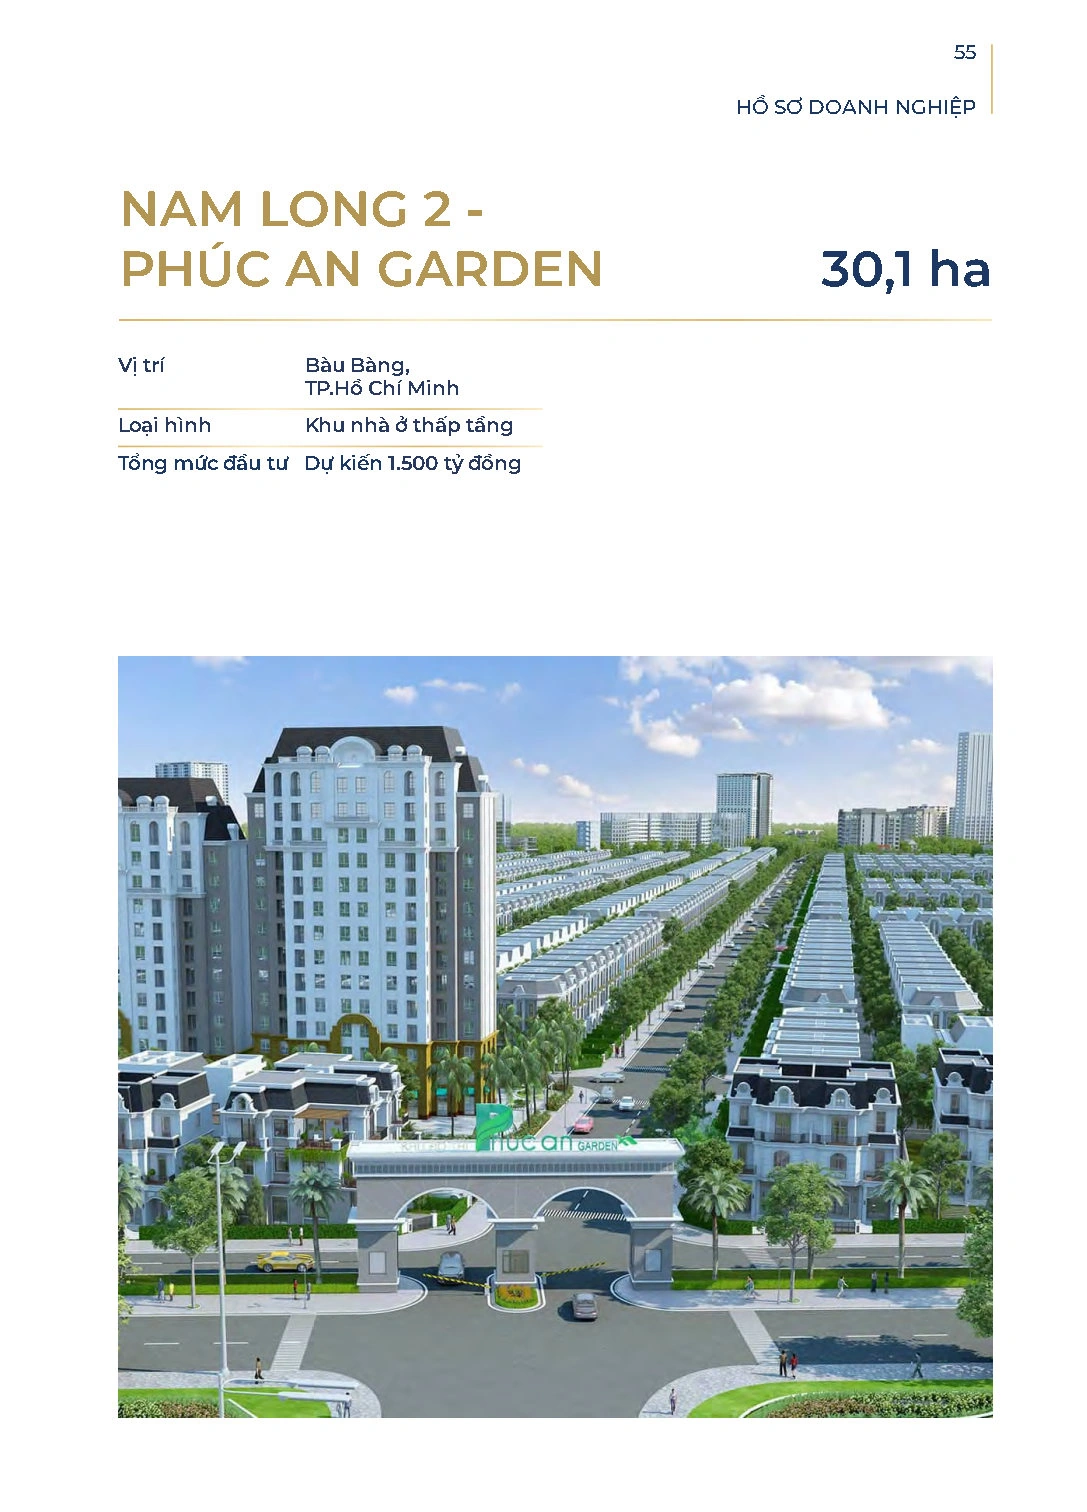 55
HỒ SƠ DOANH NGHIỆP
NAM LONG 2 -
PHÚC AN GARDEN
30,1 ha
Vị trí
Bàu Bàng,
TP.Hồ Chí Minh
Loại hình
Khu nhà ở thấp tầng
Tổng mức đầu tư
Dự kiến 1.500 tỷ đồng
Phúc an GARDEN